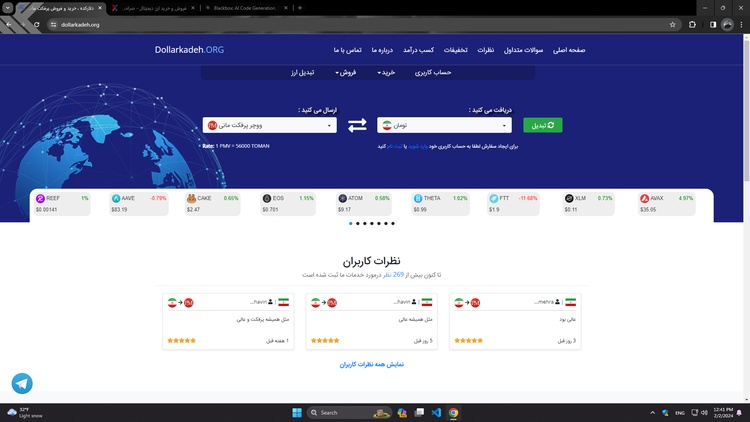 دلارکده ، خرید و فروش پرفکت ما
فروش و خرید ارز دیجیتال - صراف
Blackbox AI Code Generation
dollarkadeh.org
Dollarkadeh.ORG
صفحه اصلی
سوالات متداول
نظرات
تخفیفات
کسب درآمد
درباره ما
تماس با ما
حساب کاربری
خرید
فروش
تبدیل ارز
ارسال می کنید :
دریافت می کنید :
ووچر پرفکت مانی
تومان
تبدیل
Rate: 1 PMV = 56000 TOMAN
برای ایجاد سفارش لطفا به حساب کاربری خود وارد شوید یا ثبت نام کنید
REEF 1% AAVE -0.79% CAKE 0.65% EOS 1.15% ATOM 0.58% THETA 1.02% FTT -11.68% XLM 0.73% AVAX 4.97%
$0.00141 $83.19 $2.47 $0.701 $9.17 $0.99 $1.9 $0.11 $35.05
نظرات کاربران
تا کنون بیش از 269 نظر درمورد خدمات ما ثبت شده است
...mehra
عالی بود
3 روز قبل
...havin
مثل همیشه عالی
5 روز قبل
...havin
مثل همیشه پرفکت و عالی
1 هفته قبل
نمایش همه نظرات کاربران
32°F
Light snow
Search
ENG
12:41 PM
2/2/2024